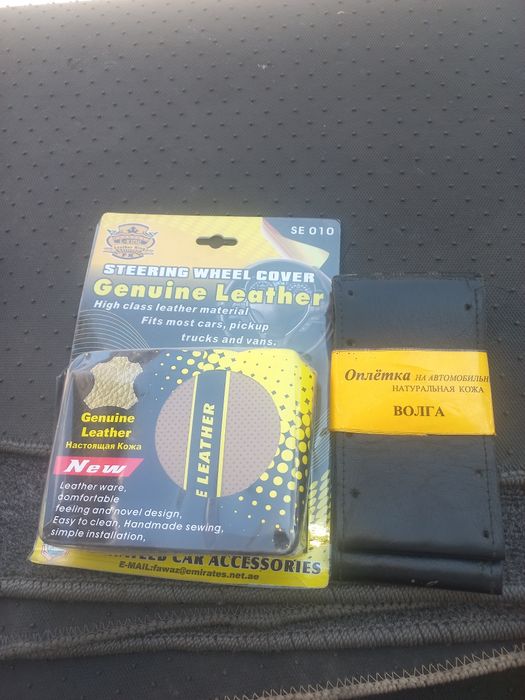 SE 010
STEERING WHEEL COVER
Genuine Leather
High class leather material
Fits most cars, pickup
trucks and vans.
Genuine
Leather
Настоящая Кожа
New
Leather ware,
comfortable
feeling and novel design,
Easy to clean, Handmade sewing,
simple installation,
E LEATHER
CAR ACCESSORIES
E-MAIL:fawaz@emirates.net.ae
Оплётка НА АВТОМОБИЛЬН
НАТУРАЛЬНАЯ КОЖА
ВОЛГА